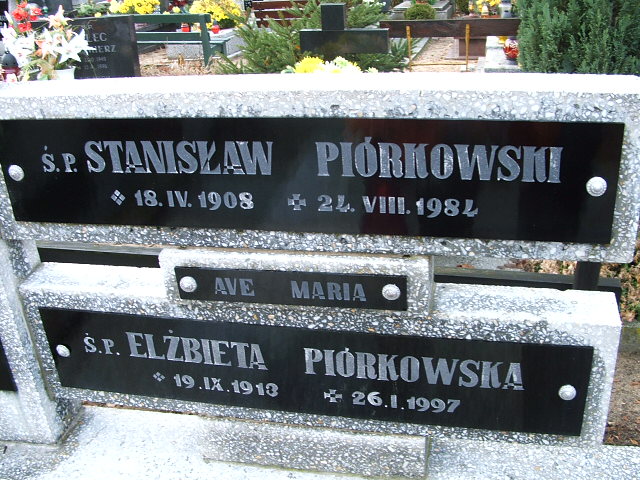 Ś.P. STANISŁAW PIÓRKOWSKI
18.IV.1908 24.VIII.1984
AVE MARIA
Ś.P. ELŻBIETA PIÓRKOWSKA
19.IX.1913 26.I.1997